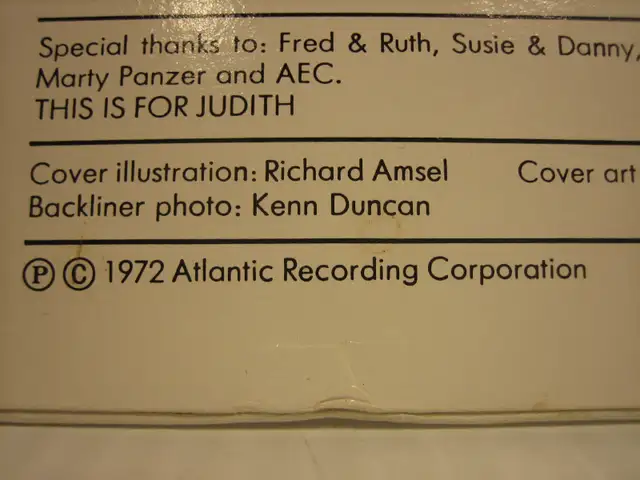 Special thanks to: Fred & Ruth, Susie & Danny,
Marty Panzer and AEC.
THIS IS FOR JUDITH
Cover illustration: Richard Amsel Cover art
Backliner photo: Kenn Duncan
Ⓟ © 1972 Atlantic Recording Corporation